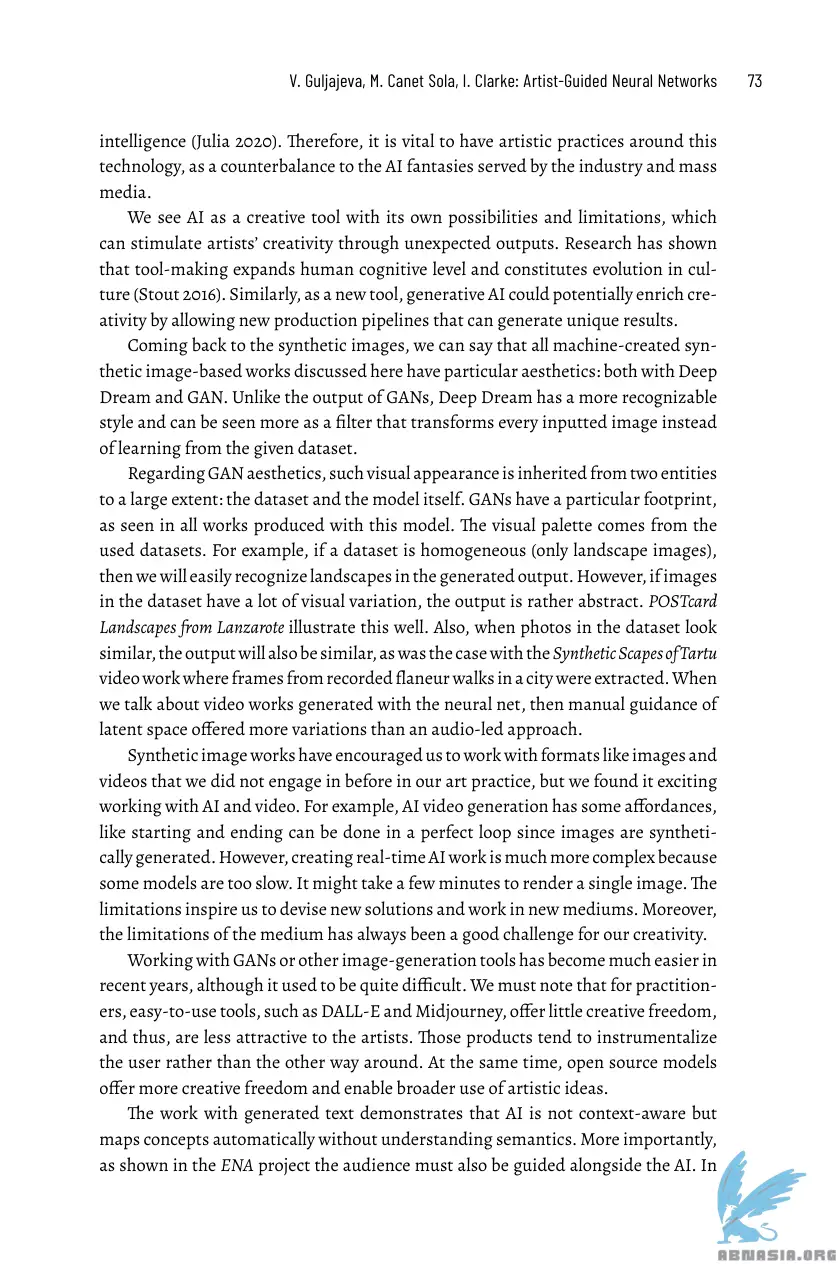 V. Guljajeva, M. Canet Sola, I. Clarke: Artist-Guided Neural Networks 73
intelligence (Julia 2020). Therefore, it is vital to have artistic practices around this
technology, as a counterbalance to the AI fantasies served by the industry and mass
media.
We see AI as a creative tool with its own possibilities and limitations, which
can stimulate artists’ creativity through unexpected outputs. Research has shown
that tool-making expands human cognitive level and constitutes evolution in cul-
ture (Stout 2016). Similarly, as a new tool, generative AI could potentially enrich cre-
ativity by allowing new production pipelines that can generate unique results.
Coming back to the synthetic images, we can say that all machine-created syn-
thetic image-based works discussed here have particular aesthetics: both with Deep
Dream and GAN. Unlike the output of GANs, Deep Dream has a more recognizable
style and can be seen more as a filter that transforms every inputted image instead
of learning from the given dataset.
Regarding GAN aesthetics, such visual appearance is inherited from two entities
to a large extent: the dataset and the model itself. GANs have a particular footprint,
as seen in all works produced with this model. The visual palette comes from the
used datasets. For example, if a dataset is homogeneous (only landscape images),
then we will easily recognize landscapes in the generated output. However, if images
in the dataset have a lot of visual variation, the output is rather abstract. POSTcard
Landscapes from Lanzarote illustrate this well. Also, when photos in the dataset look
similar, the output will also be similar, as was the case with the Synthetic Scapes of Tartu
video work where frames from recorded flaneur walks in a city were extracted. When
we talk about video works generated with the neural net, then manual guidance of
latent space offered more variations than an audio-led approach.
Synthetic image works have encouraged us to work with formats like images and
videos that we did not engage in before in our art practice, but we found it exciting
working with AI and video. For example, AI video generation has some affordances,
like starting and ending can be done in a perfect loop since images are syntheti-
cally generated. However, creating real-time AI work is much more complex because
some models are too slow. It might take a few minutes to render a single image. The
limitations inspire us to devise new solutions and work in new mediums. Moreover,
the limitations of the medium has always been a good challenge for our creativity.
Working with GANs or other image-generation tools has become much easier in
recent years, although it used to be quite difficult. We must note that for practition-
ers, easy-to-use tools, such as DALL-E and Midjourney, offer little creative freedom,
and thus, are less attractive to the artists. Those products tend to instrumentalize
the user rather than the other way around. At the same time, open source models
offer more creative freedom and enable broader use of artistic ideas.
The work with generated text demonstrates that AI is not context-aware but
maps concepts automatically without understanding semantics. More importantly,
as shown in the ENA project the audience must also be guided alongside the AI. In
ABNASIA.ORG